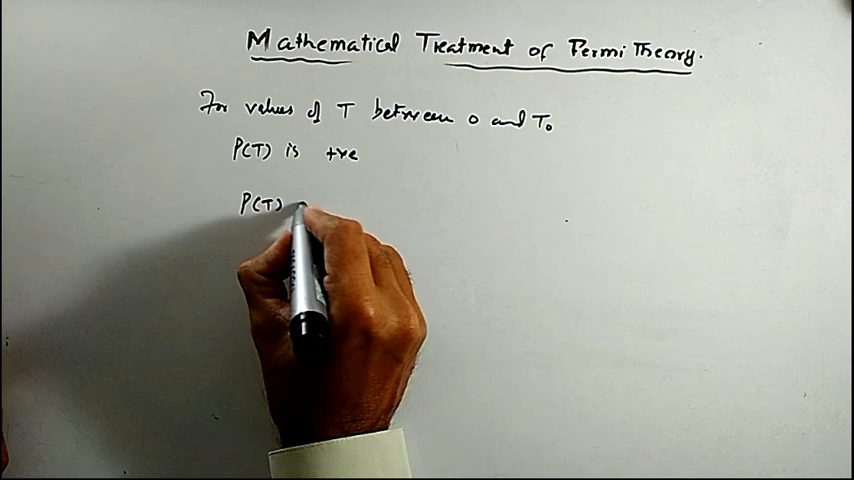 Mathematical Treatment of Fermi Theory.
For values of T between 0 and T₀
P(T) is +ve
P(T)